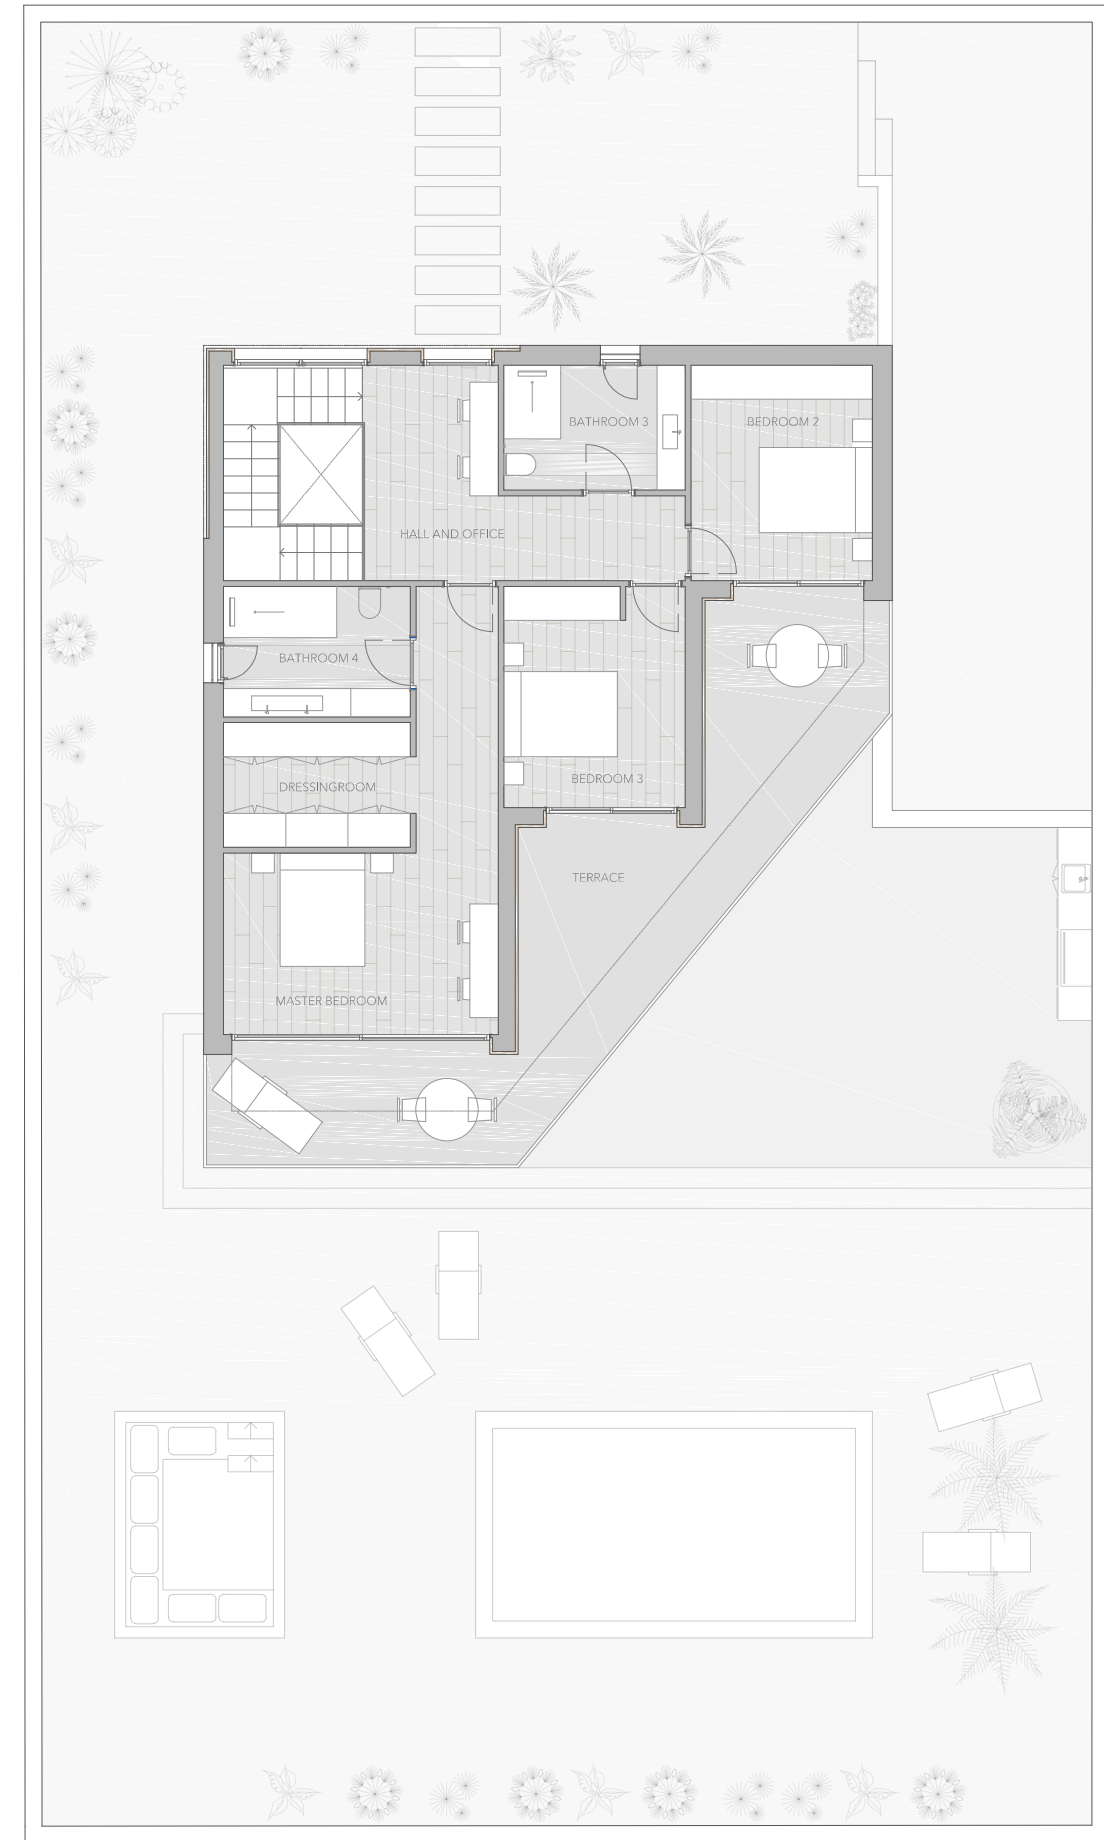 BATHROOM 3
BEDROOM 2
HALL AND OFFICE
BATHROOM 4
BEDROOM 3
DRESSINGROOM
TERRACE
MASTER BEDROOM